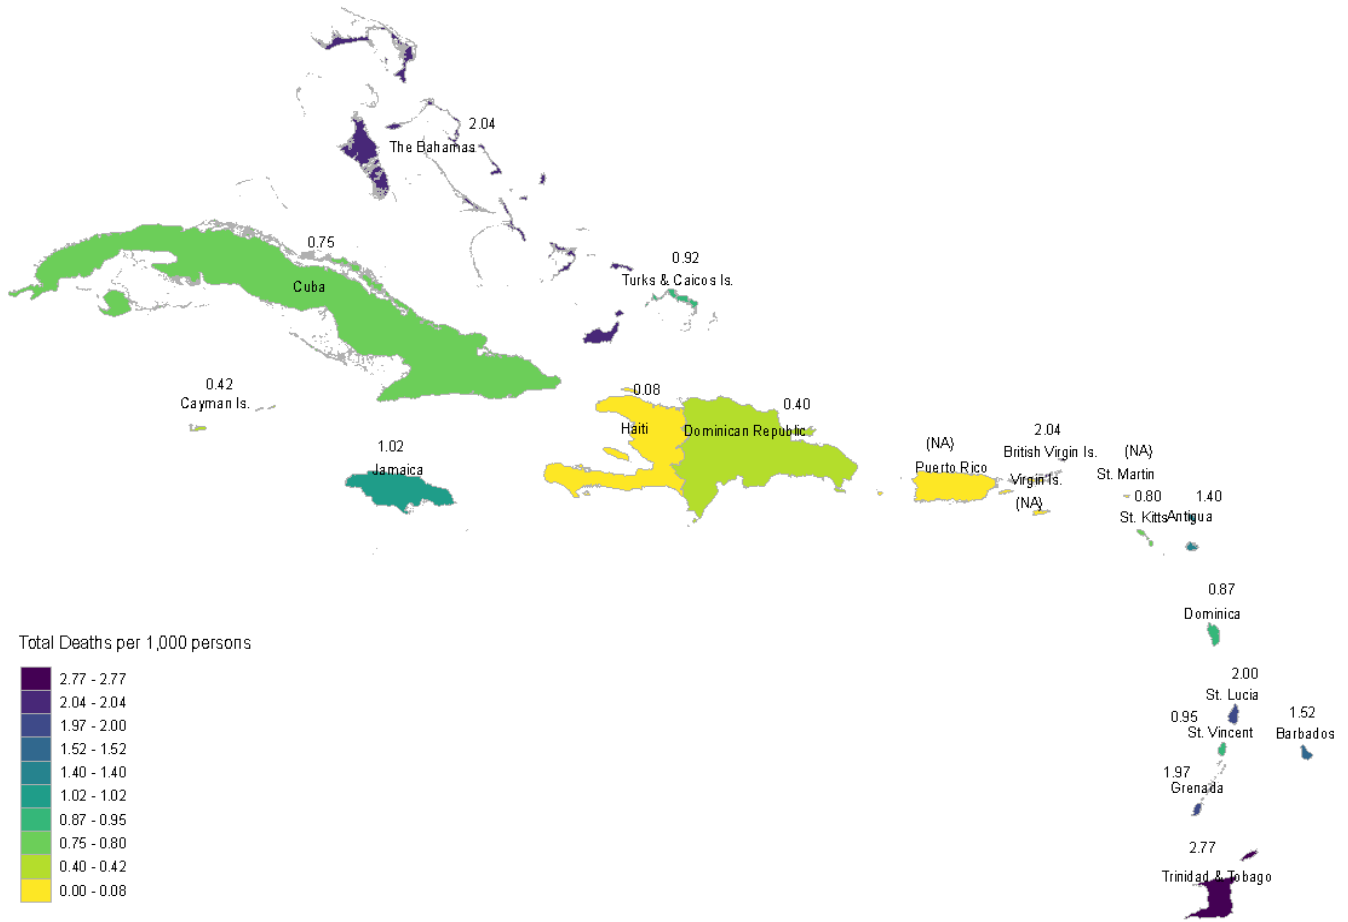 2.04
The Bahamas
0.75
Cuba
0.92
Turks & Caicos Is.
0.42
Cayman Is.
0.08
Haiti
0.40
Dominican Republic
1.02
Jamaica
(NA)
Puerto Rico
2.04
British Virgin Is.
Virgin Is.
(NA)
(NA)
St. Martin
0.80
St. Kitts
1.40
Antigua
0.87
Dominica
2.00
St. Lucia
0.95
St. Vincent
1.52
Barbados
1.97
Grenada
2.77
Trinidad & Tobago
Total Deaths per 1,000 persons
2.77 - 2.77
2.04 - 2.04
1.97 - 2.00
1.52 - 1.52
1.40 - 1.40
1.02 - 1.02
0.87 - 0.95
0.75 - 0.80
0.40 - 0.42
0.00 - 0.08